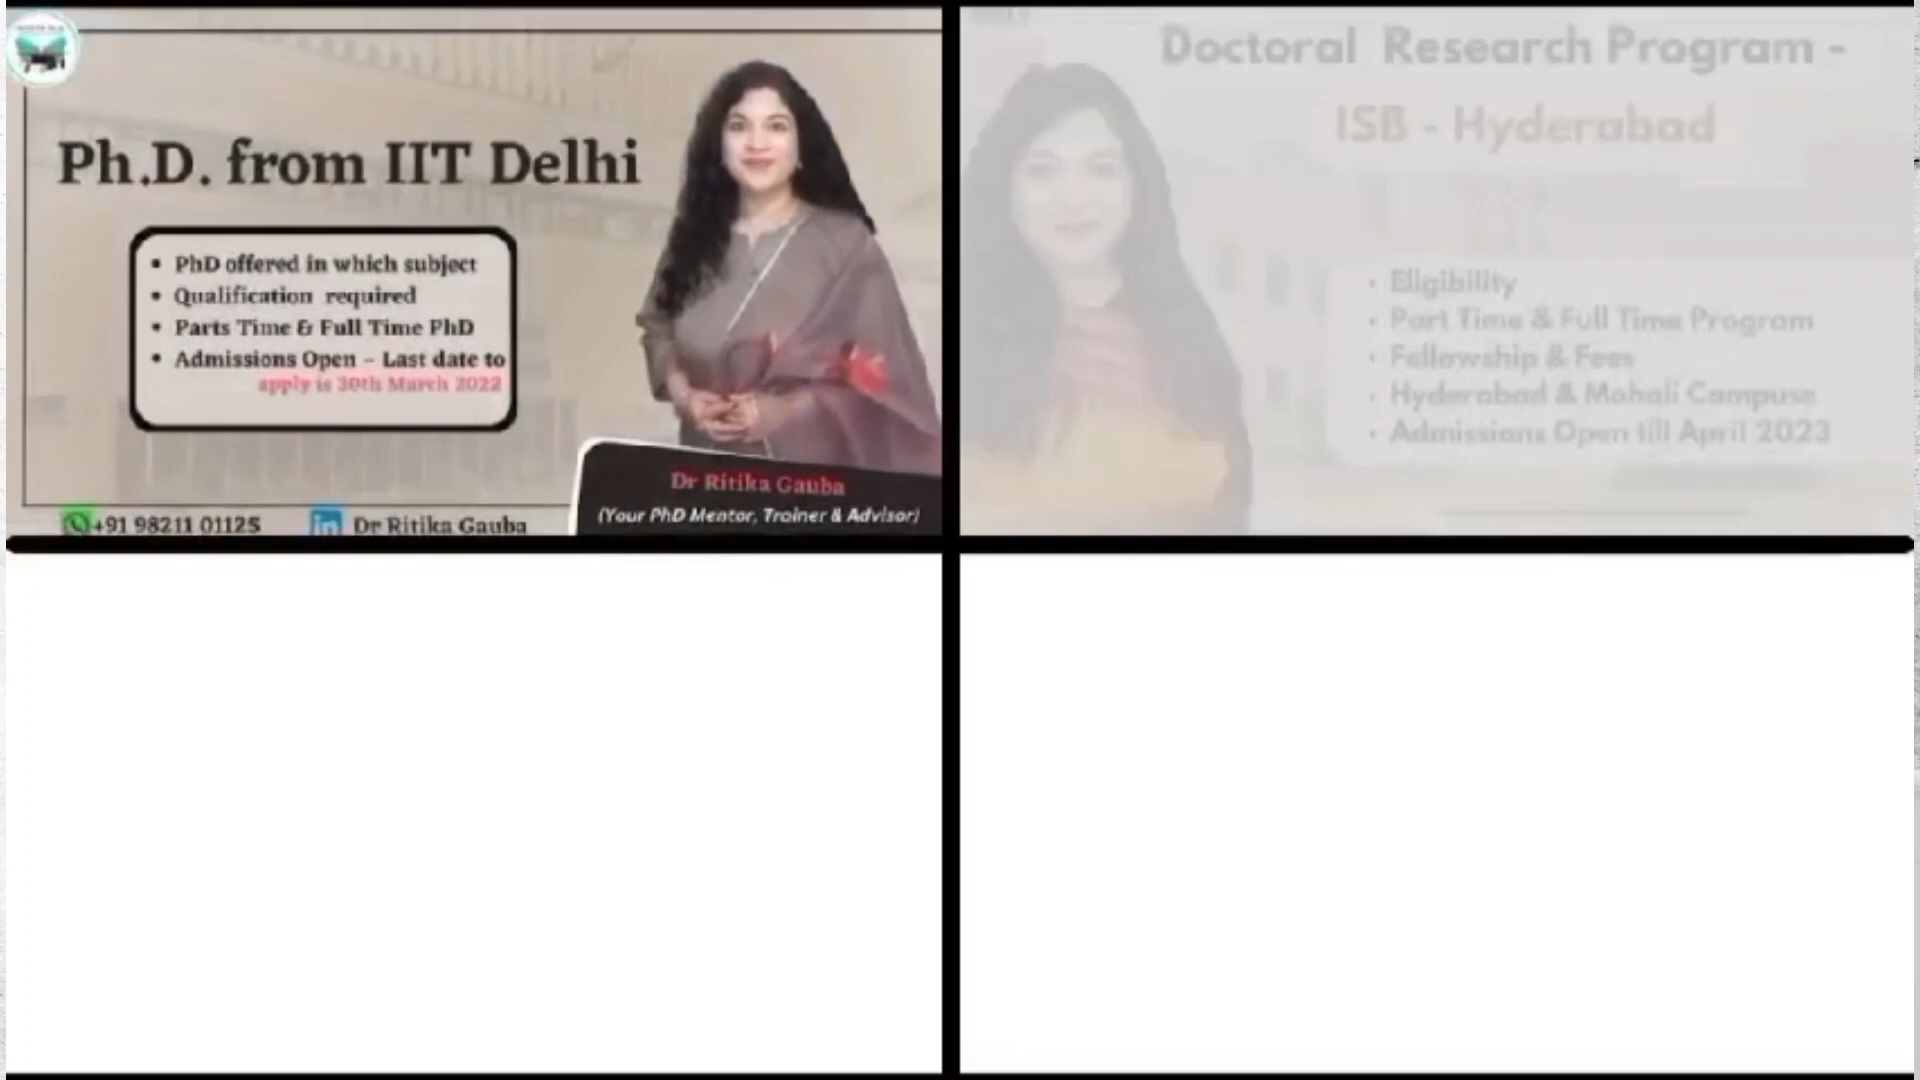 Ph.D. from IIT Delhi
• PhD offered in which subject
• Qualification required
• Parts Time & Full Time PhD
• Admissions Open – Last date to
apply is 30th March 2022
Dr Ritika Gauba
(Your PhD Mentor, Trainer & Advisor)
+91 98211 01125
in Dr Ritika Gauba
Doctoral Research Program -
ISB - Hyderabad
• Eligibility
• Part Time & Full Time Program
• Fellowship & Fees
• Hyderabad & Mohali Campuse
• Admissions Open till April 2023